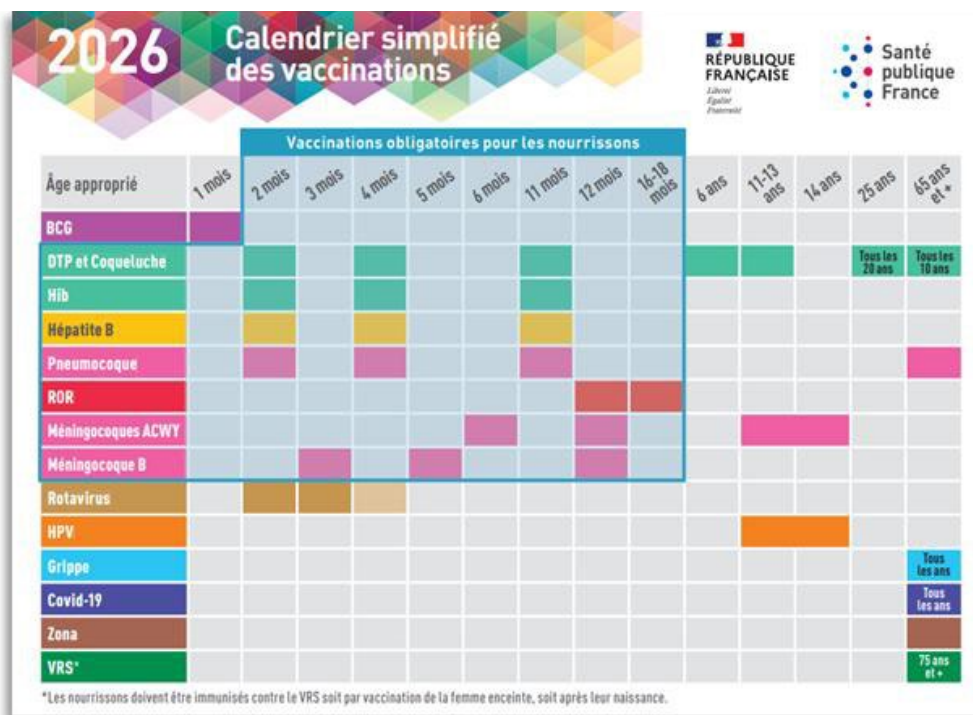 2026
Calendrier simplifié
des vaccinations
RÉPUBLIQUE
FRANÇAISE
Liberté
Égalité
Fraternité
Santé
publique
France
Vaccinations obligatoires pour les nourrissons
Âge approprié
1 mois
2 mois
3 mois
4 mois
5 mois
6 mois
11 mois
12 mois
16-18
mois
6 ans
11-13
ans
14 ans
25 ans
65 ans
et +
BCG
DTP et Coqueluche
Tous les
20 ans
Tous les
10 ans
Hib
Hépatite B
Pneumocoque
ROR
Méningocoques ACWY
Méningocoque B
Rotavirus
HPV
Grippe
Tous
les ans
Covid-19
Tous
les ans
Zona
VRS*
75 ans
et +
*Les nourrissons doivent être immunisés contre le VRS soit par vaccination de la femme enceinte, soit après leur naissance.